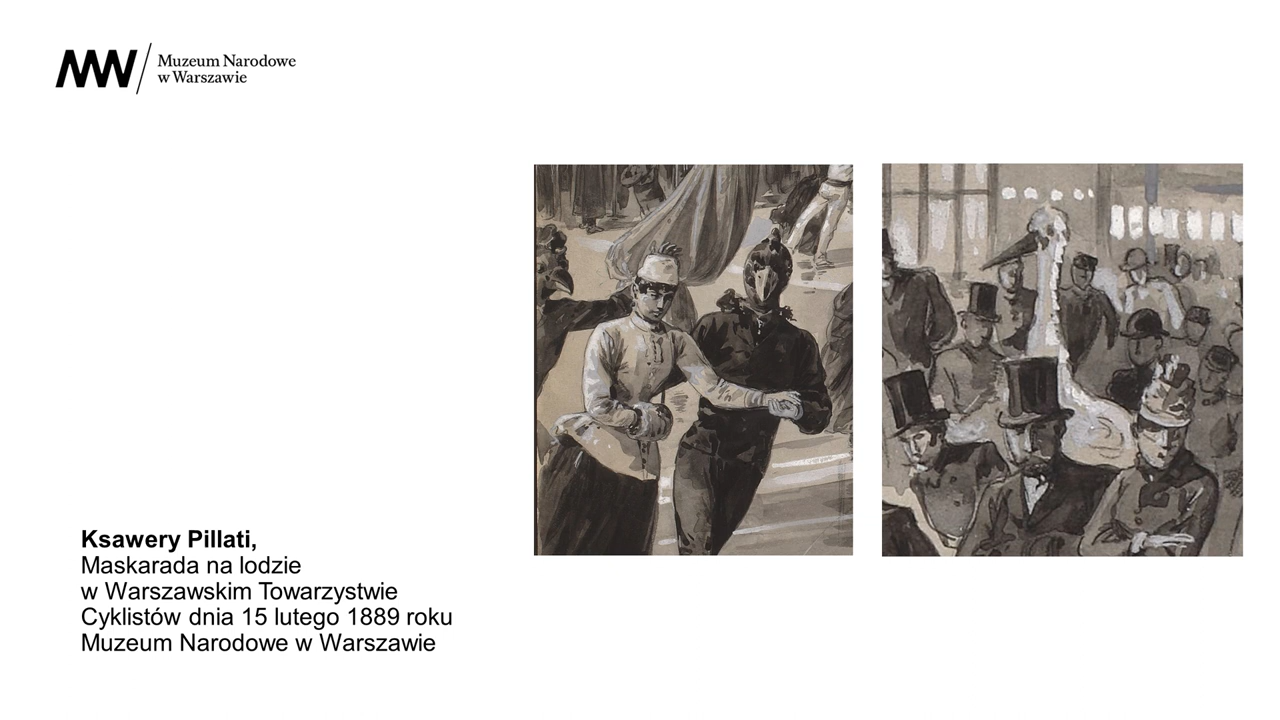 MNW
Muzeum Narodowe
w Warszawie
Ksawery Pillati,
Maskarada na lodzie
w Warszawskim Towarzystwie
Cyklistów dnia 15 lutego 1889 roku
Muzeum Narodowe w Warszawie